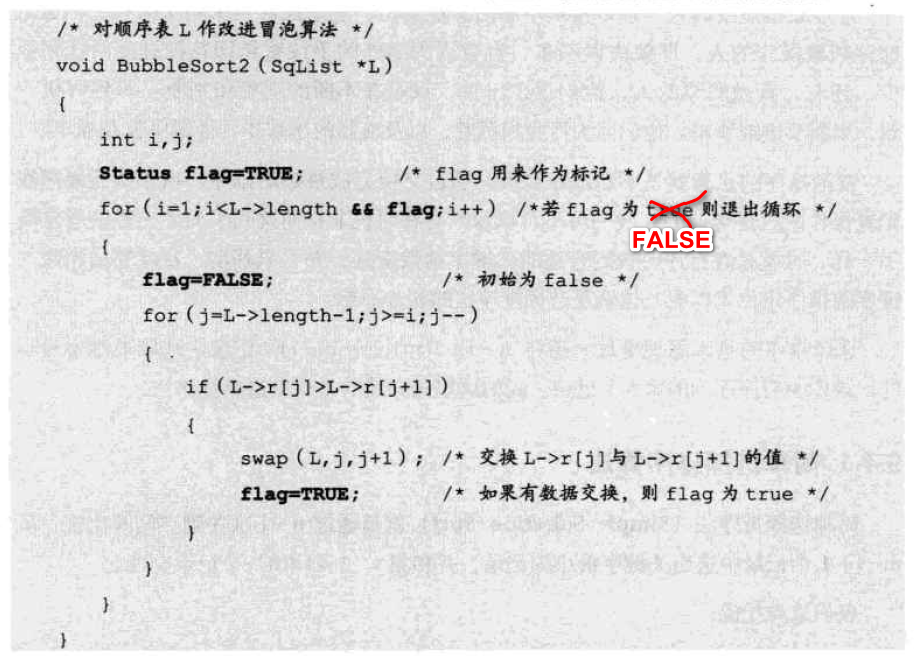 /* 对顺序表 L 作改进冒泡算法 */
void BubbleSort2 (SqList *L)
{
int i,j;
Status flag=TRUE; /* flag 用来作为标记 */
for (i=1;i<L->length && flag;i++) /*若 flag 为 true 则退出循环 */
FALSE
{
flag=FALSE; /* 初始为 false */
for (j=L->length-1;j>=i;j--)
{
if (L->r[j]>L->r[j+1])
{
swap (L,j,j+1); /* 交换 L->r[j]与 L->r[j+1]的值 */
flag=TRUE; /* 如果有数据交换，则 flag 为 true */
}
}
}
}